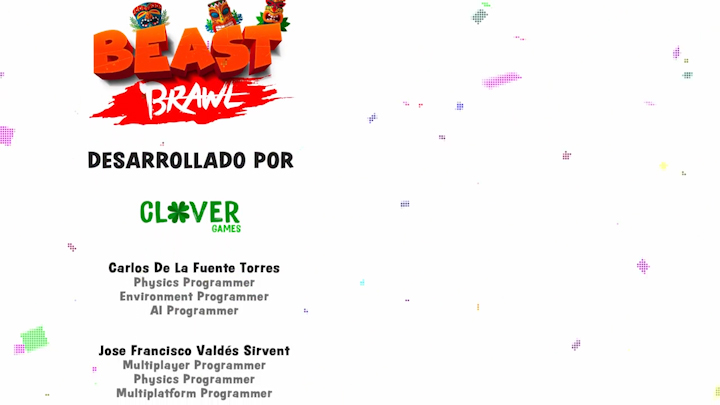 BEAST
BRAWL
DESARROLLADO POR
CLOVER
GAMES
Carlos De La Fuente Torres
Physics Programmer
Environment Programmer
AI Programmer
Jose Francisco Valdés Sirvent
Multiplayer Programmer
Physics Programmer
Multiplatform Programmer